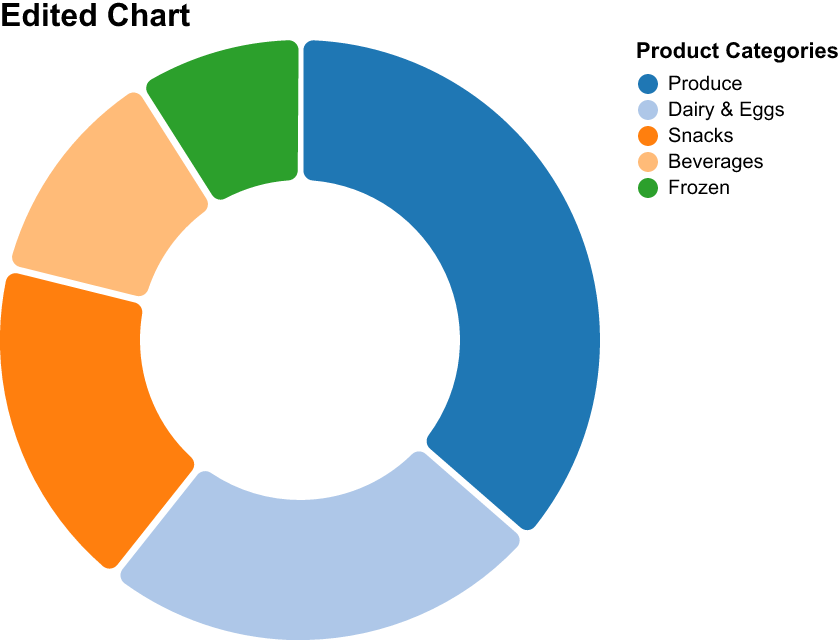 Edited Chart
Product Categories
Produce
Dairy & Eggs
Snacks
Beverages
Frozen